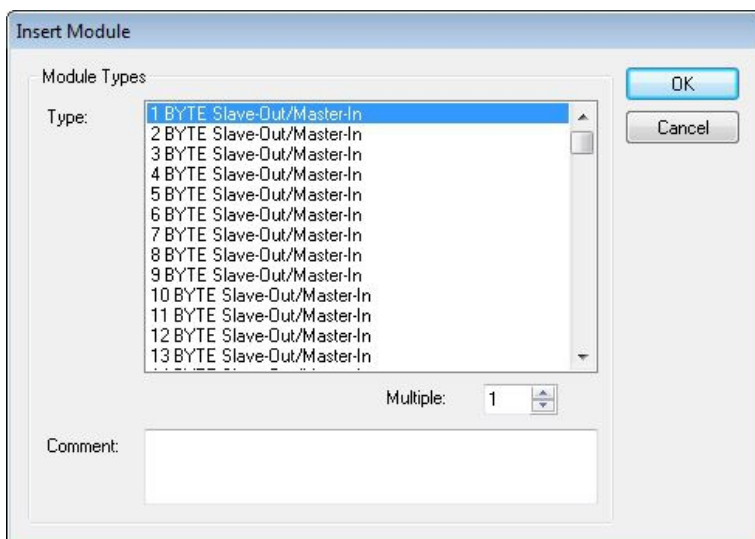 Insert Module
Module Types
Type:
1 BYTE Slave-Out/Master-In
2 BYTE Slave-Out/Master-In
3 BYTE Slave-Out/Master-In
4 BYTE Slave-Out/Master-In
5 BYTE Slave-Out/Master-In
6 BYTE Slave-Out/Master-In
7 BYTE Slave-Out/Master-In
8 BYTE Slave-Out/Master-In
9 BYTE Slave-Out/Master-In
10 BYTE Slave-Out/Master-In
11 BYTE Slave-Out/Master-In
12 BYTE Slave-Out/Master-In
13 BYTE Slave-Out/Master-In
OK
Cancel
Multiple: 1
Comment: